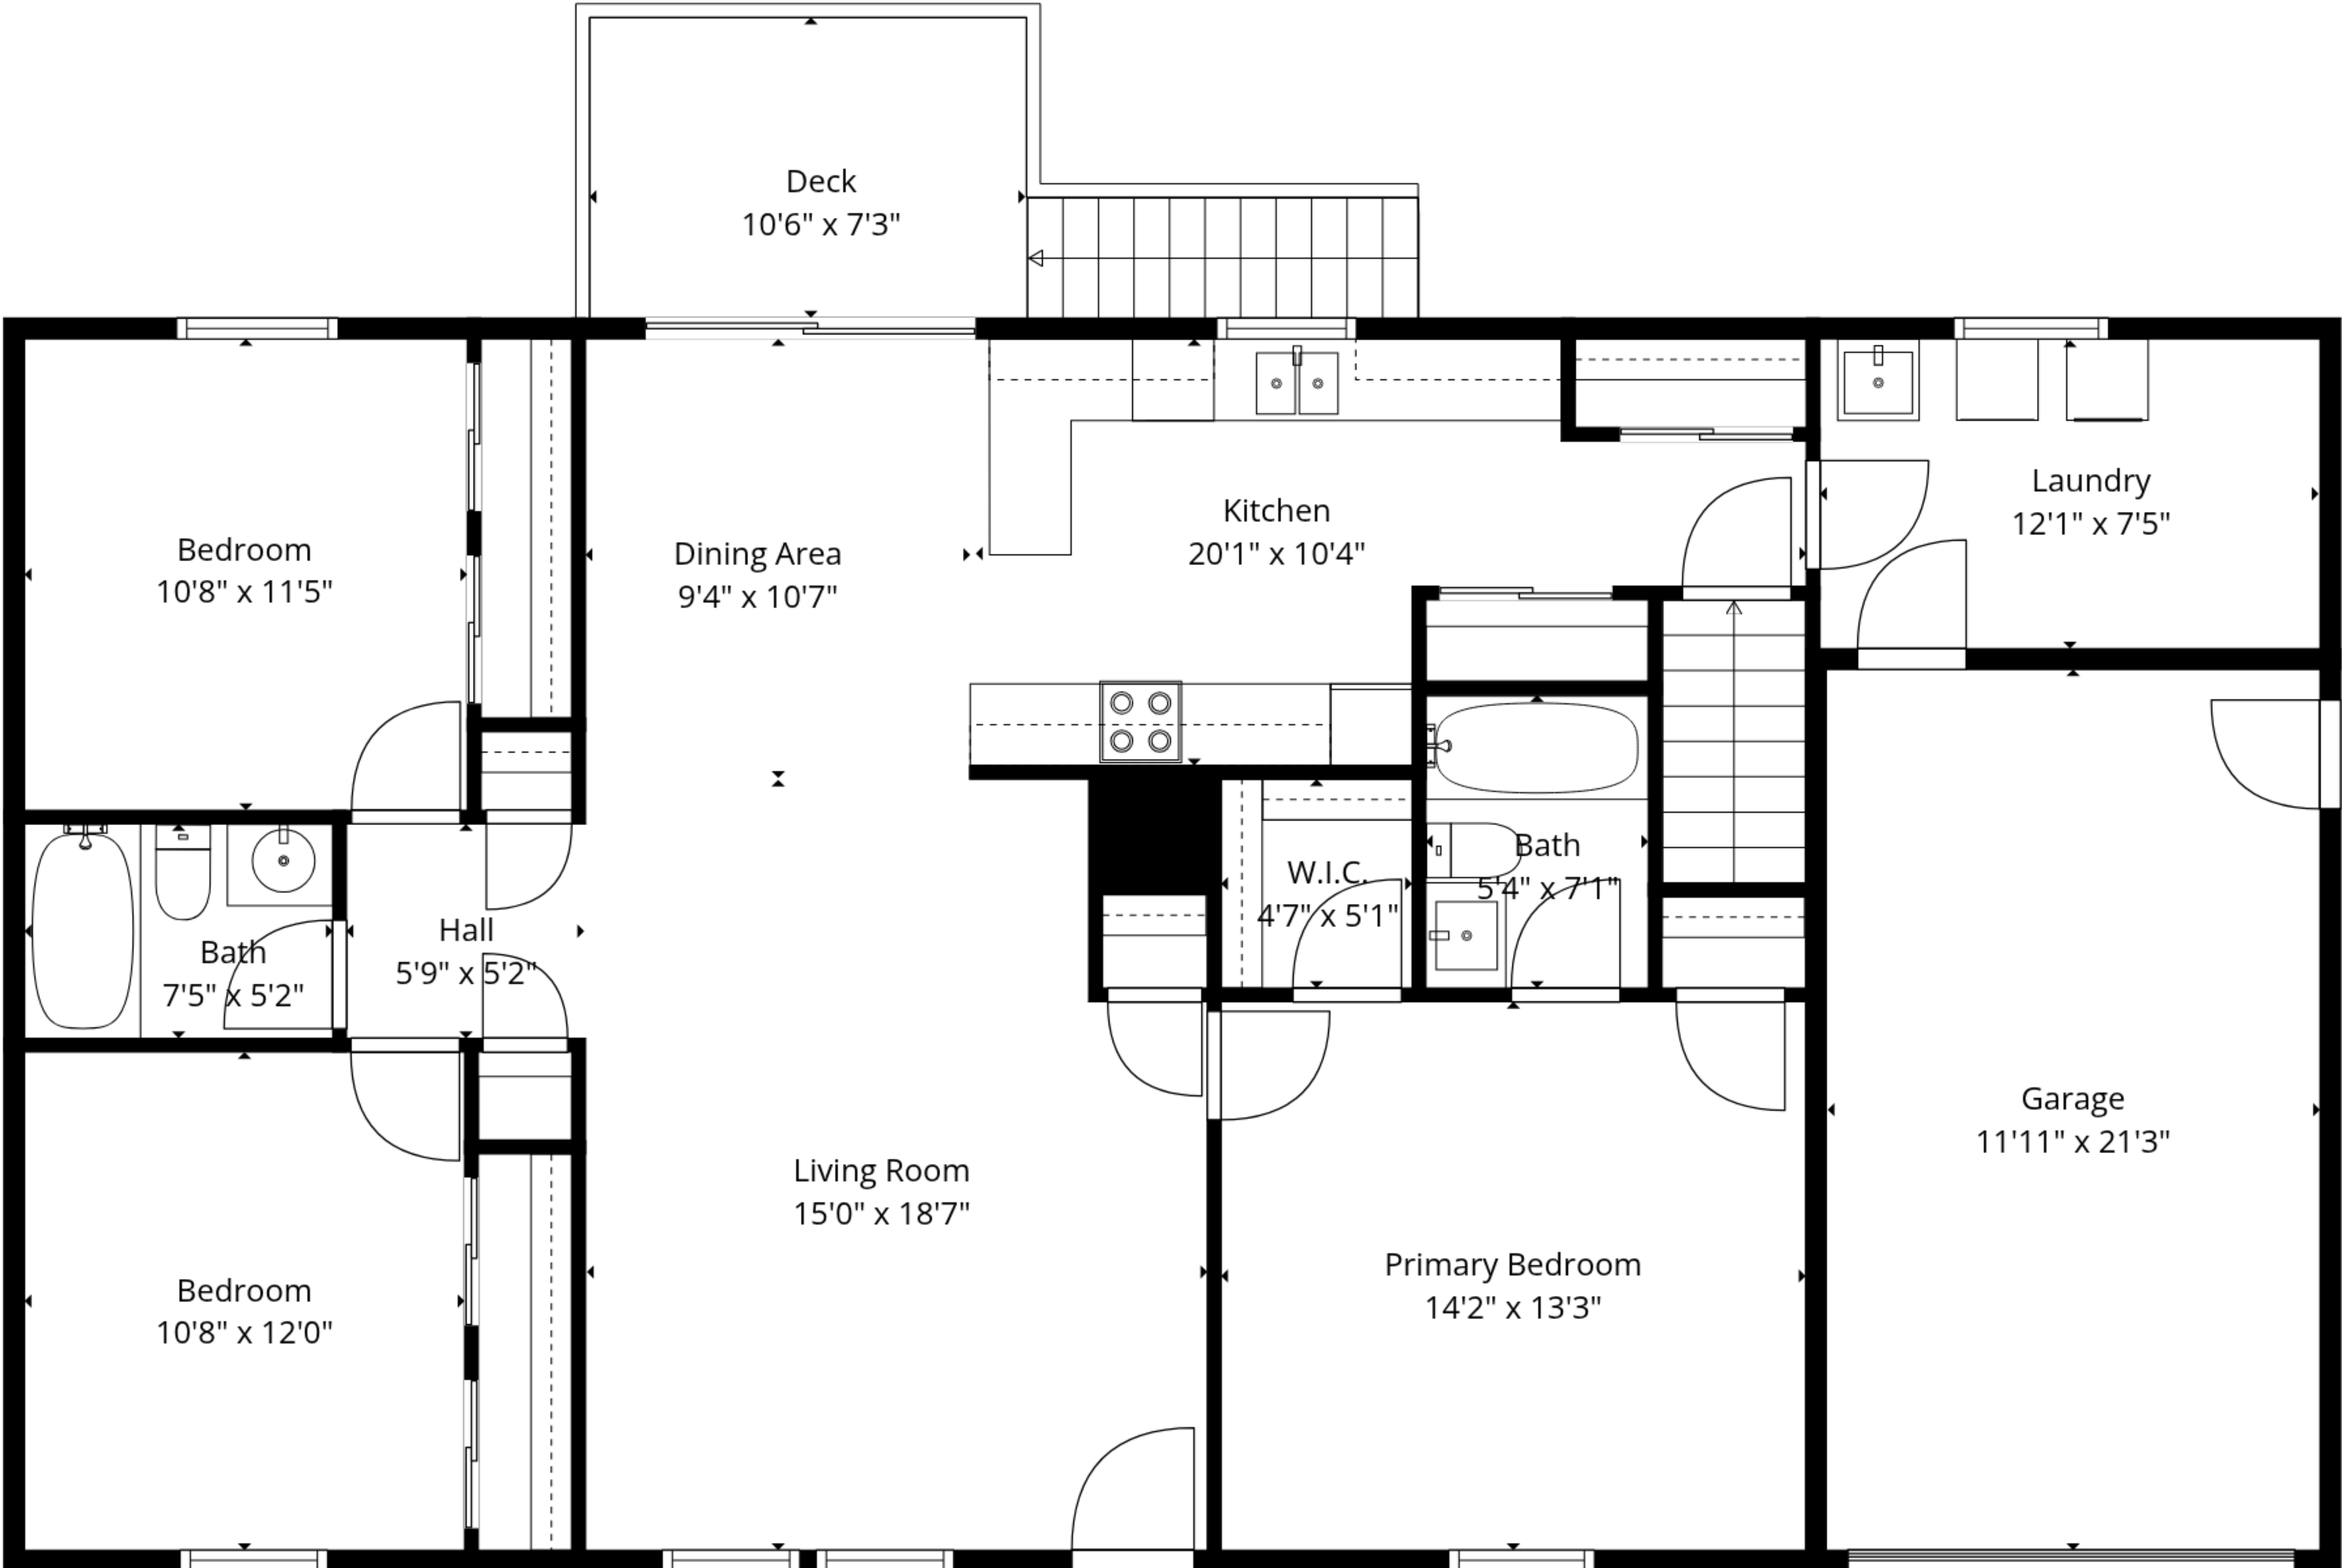 Deck
10'6" x 7'3"
Bedroom
10'8" x 11'5"
Dining Area
9'4" x 10'7"
Kitchen
20'1" x 10'4"
Laundry
12'1" x 7'5"
Bath
7'5" x 5'2"
Hall
5'9" x 5'2"
W.I.C.
4'7" x 5'1"
Bath
5'4" x 7'1"
Bedroom
10'8" x 12'0"
Living Room
15'0" x 18'7"
Primary Bedroom
14'2" x 13'3"
Garage
11'11" x 21'3"